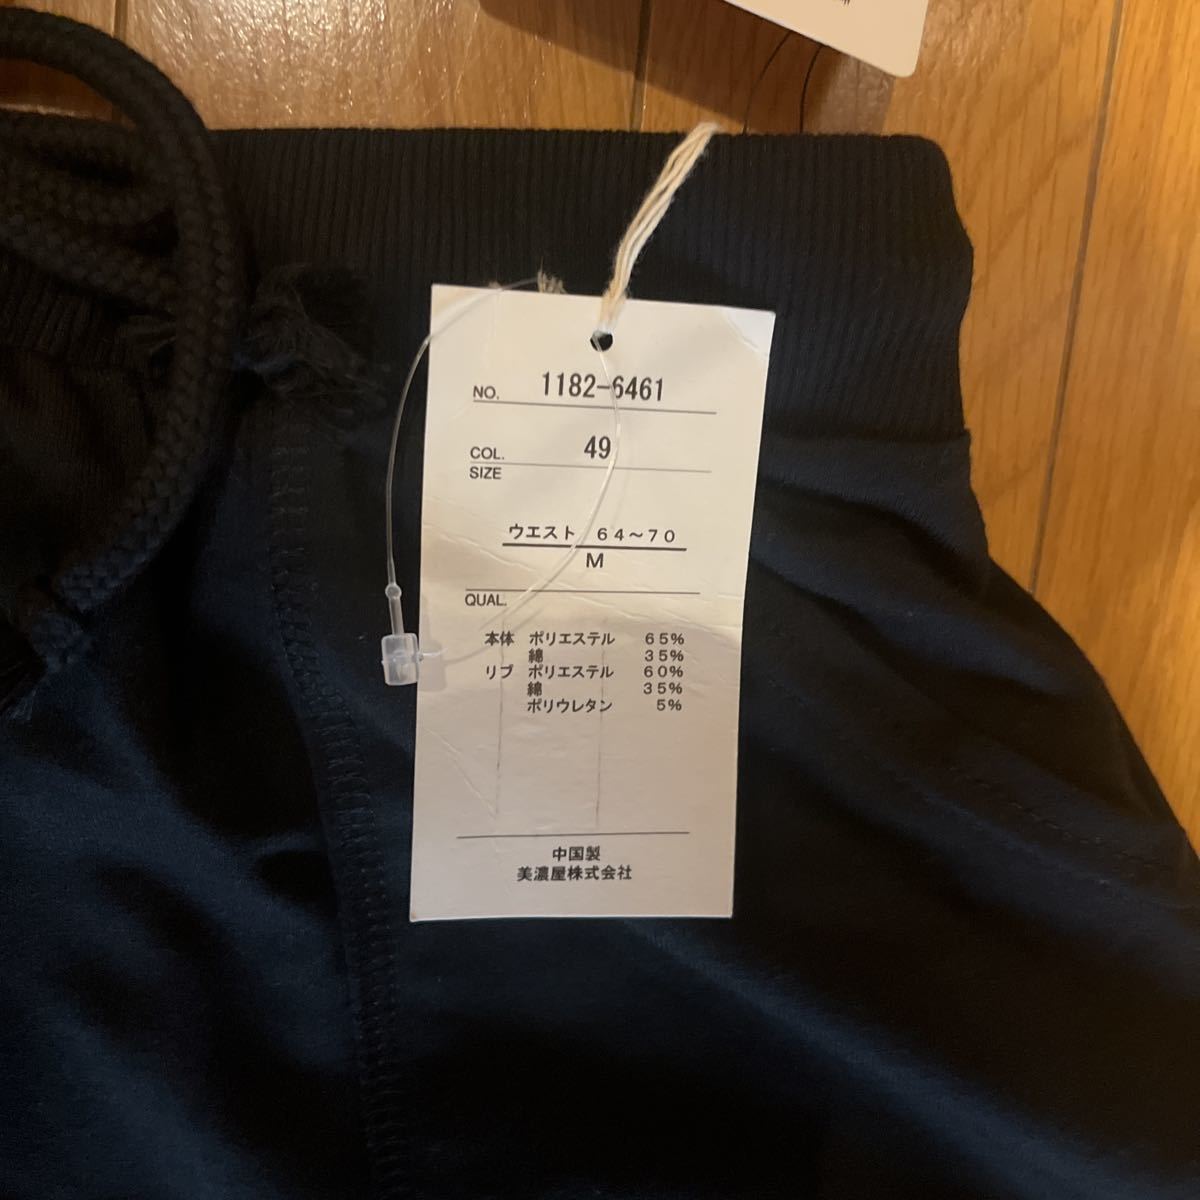 NO. 1182-6461
COL. 49
SIZE
ウエスト 64～70
M
QUAL.
本体 ポリエステル 65%
綿 35%
リブ ポリエステル 60%
綿 35%
ポリウレタン 5%
中国製
美濃屋株式会社